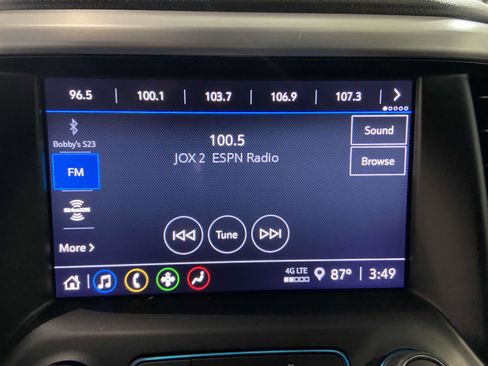 96.5 100.1 103.7 106.9 107.3
Bobby's S23
100.5
Sound
JOX 2 ESPN Radio
Browse
FM
SiriusXM
Tune
More
4G LTE
87° 3:49